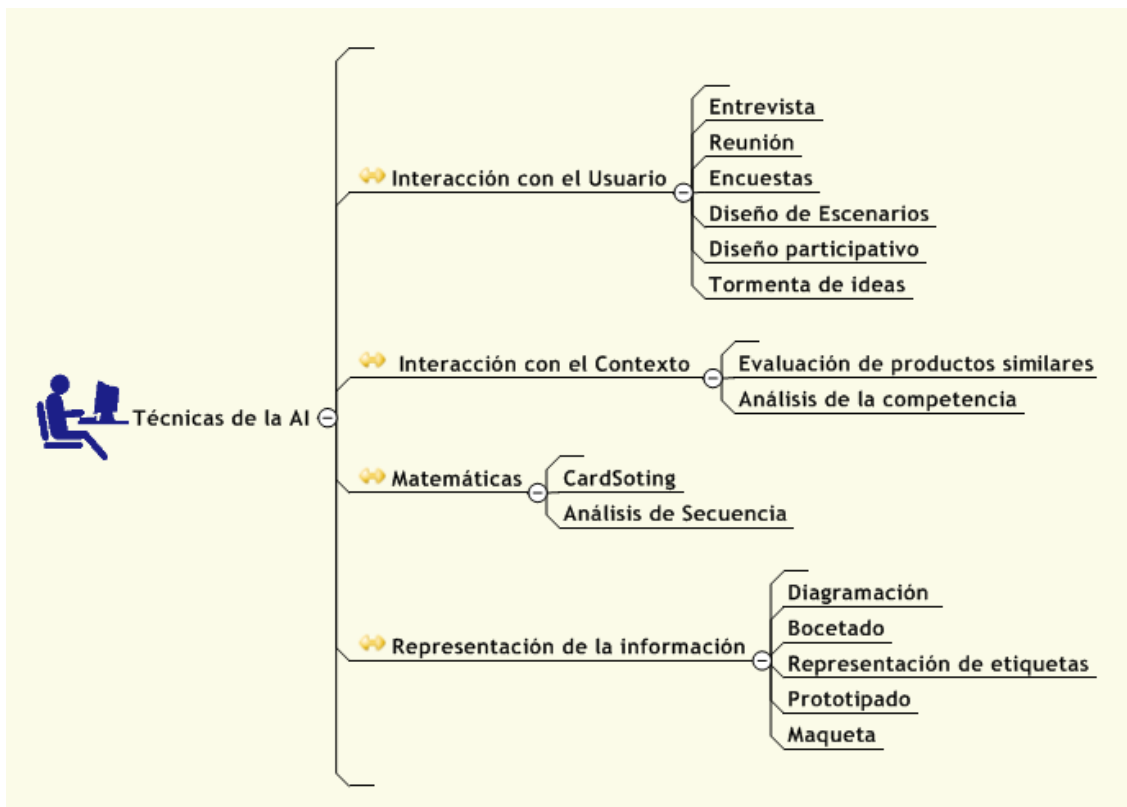 Técnicas de la AI
Interacción con el Usuario
Entrevista
Reunión
Encuestas
Diseño de Escenarios
Diseño participativo
Tormenta de ideas
Interacción con el Contexto
Evaluación de productos similares
Análisis de la competencia
Matemáticas
CardSoting
Análisis de Secuencia
Representación de la información
Diagramación
Bocetado
Representación de etiquetas
Prototipado
Maqueta